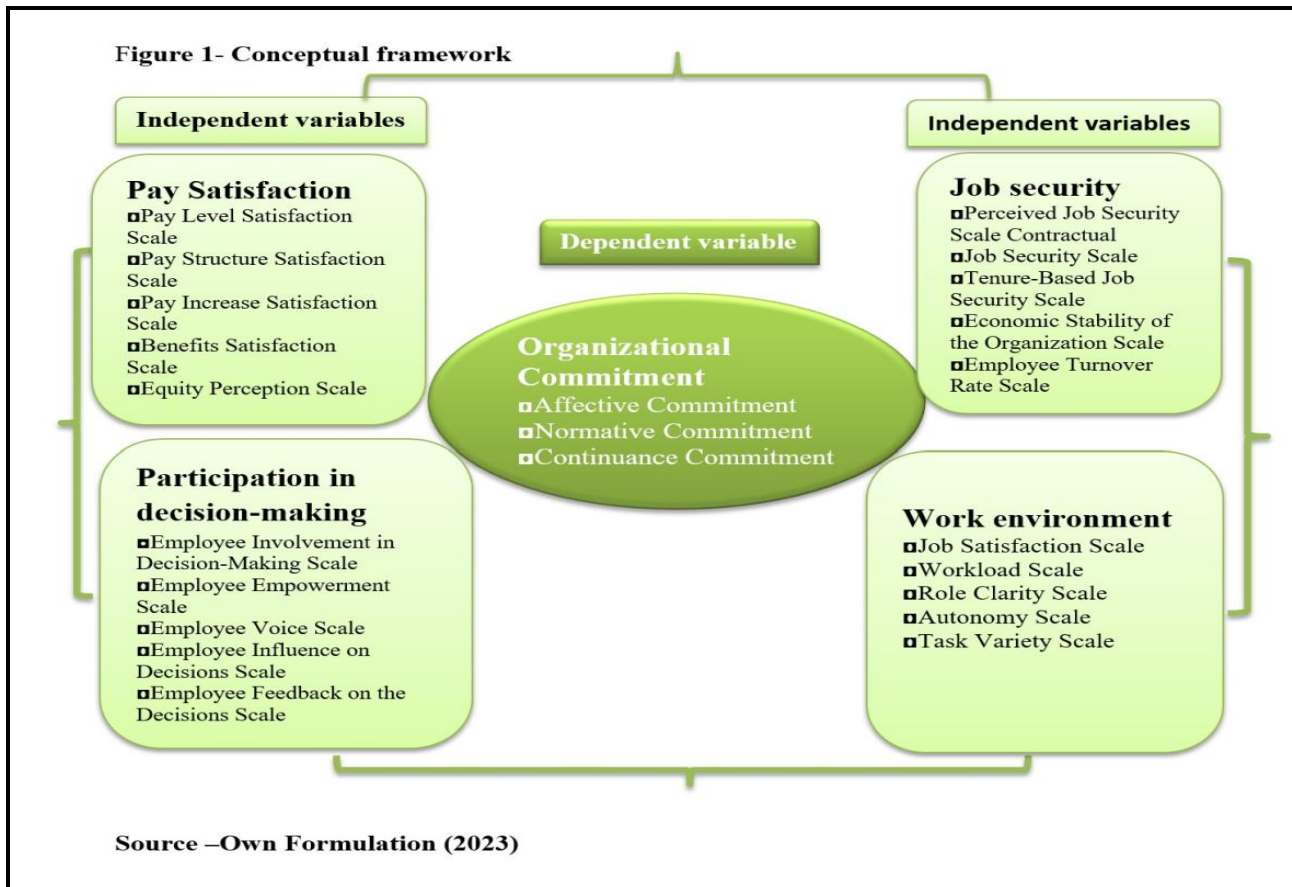 Figure 1- Conceptual framework
Independent variables
Pay Satisfaction
◘Pay Level Satisfaction
Scale
◘Pay Structure Satisfaction
Scale
◘Pay Increase Satisfaction
Scale
◘Benefits Satisfaction
Scale
◘Equity Perception Scale
Participation in
decision-making
◘Employee Involvement in
Decision-Making Scale
◘Employee Empowerment
Scale
◘Employee Voice Scale
◘Employee Influence on
Decisions Scale
◘Employee Feedback on the
Decisions Scale
Dependent variable
Organizational
Commitment
◘Affective Commitment
◘Normative Commitment
◘Continuance Commitment
Independent variables
Job security
◘Perceived Job Security
Scale Contractual
◘Job Security Scale
◘Tenure-Based Job
Security Scale
◘Economic Stability of
the Organization Scale
◘Employee Turnover
Rate Scale
Work environment
◘Job Satisfaction Scale
◘Workload Scale
◘Role Clarity Scale
◘Autonomy Scale
◘Task Variety Scale
Source –Own Formulation (2023)